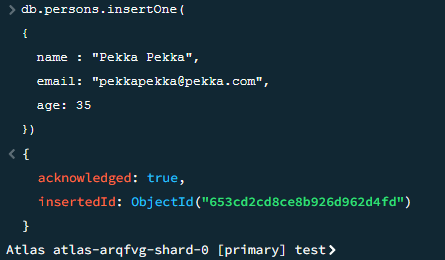 > db.persons.insertOne(
{
name : "Pekka Pekka",
email: "pekkapekka@pekka.com",
age: 35
})
< {
acknowledged: true,
insertedId: ObjectId("653cd2cd8ce8b926d962d4fd")
}
Atlas atlas-arqfvg-shard-0 [primary] test>